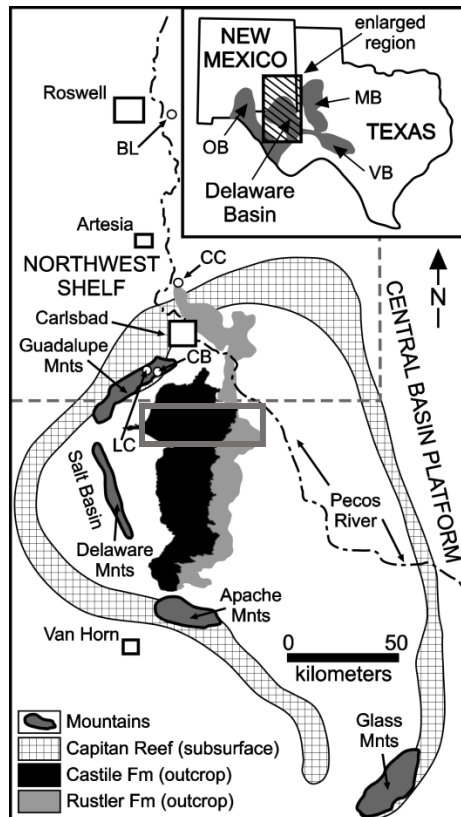 NEW
MEXICO
enlarged
region
MB
OB
TEXAS
VB
Delaware
Basin
Roswell
BL
Artesia
NORTHWEST
SHELF
CC
N
CENTRAL BASIN PLATFORM
Carlsbad
Guadalupe
Mnts
CB
LC
Salt Basin
Pecos
River
Delaware
Mnts
Apache
Mnts
Van Horn
0 50
kilometers
Glass
Mnts
Mountains
Capitan Reef (subsurface)
Castile Fm (outcrop)
Rustler Fm (outcrop)